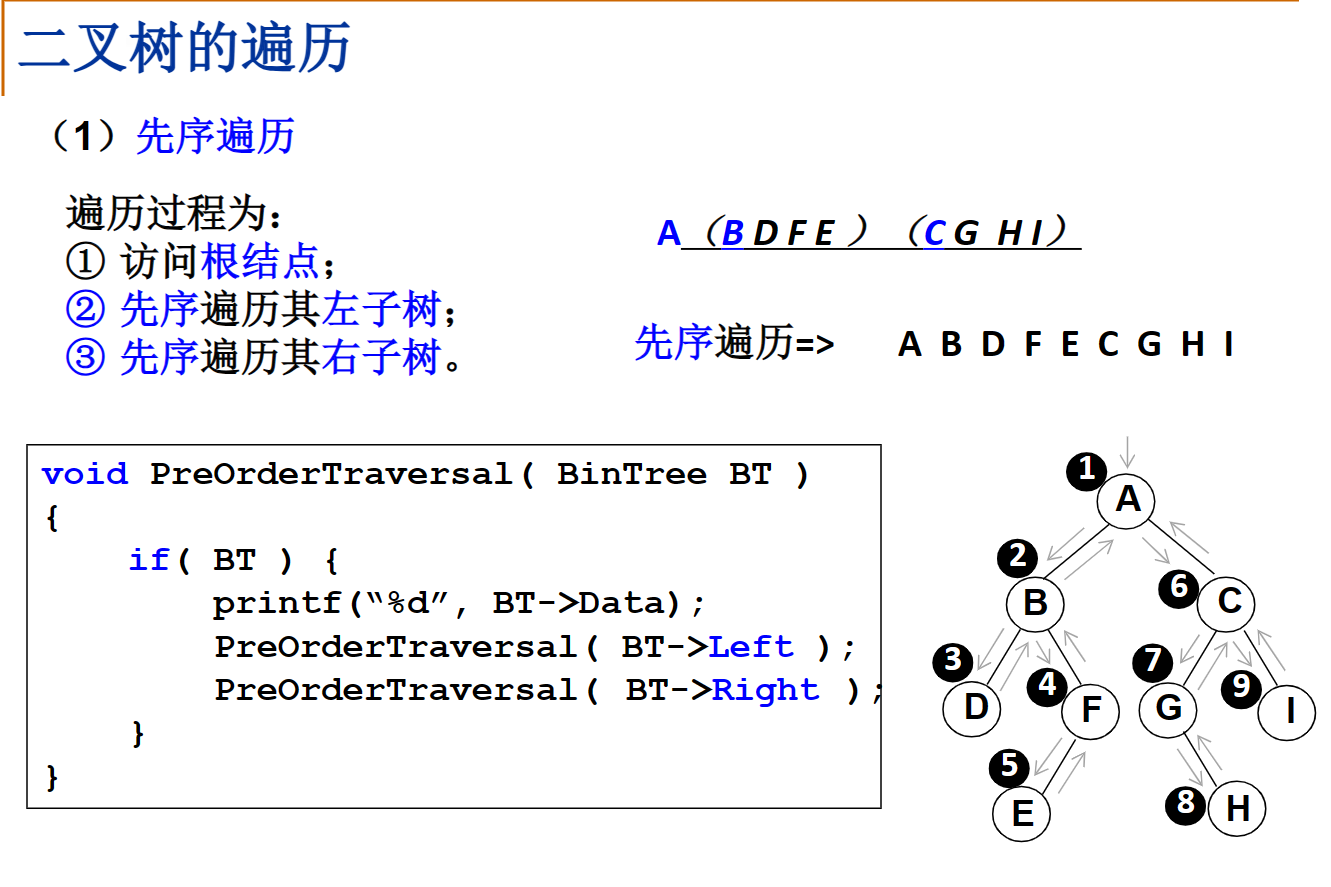 二叉树的遍历
（1）先序遍历
遍历过程为：
① 访问根结点；
② 先序遍历其左子树；
③ 先序遍历其右子树。
A（B D F E ） （C G H I）
先序遍历=> A B D F E C G H I
void PreOrderTraversal( BinTree BT )
{
if( BT ) {
printf(“%d”, BT->Data);
PreOrderTraversal( BT->Left );
PreOrderTraversal( BT->Right );
}
}
1
A
2
B
6
C
3
D
4
F
7
G
9
I
5
E
8
H